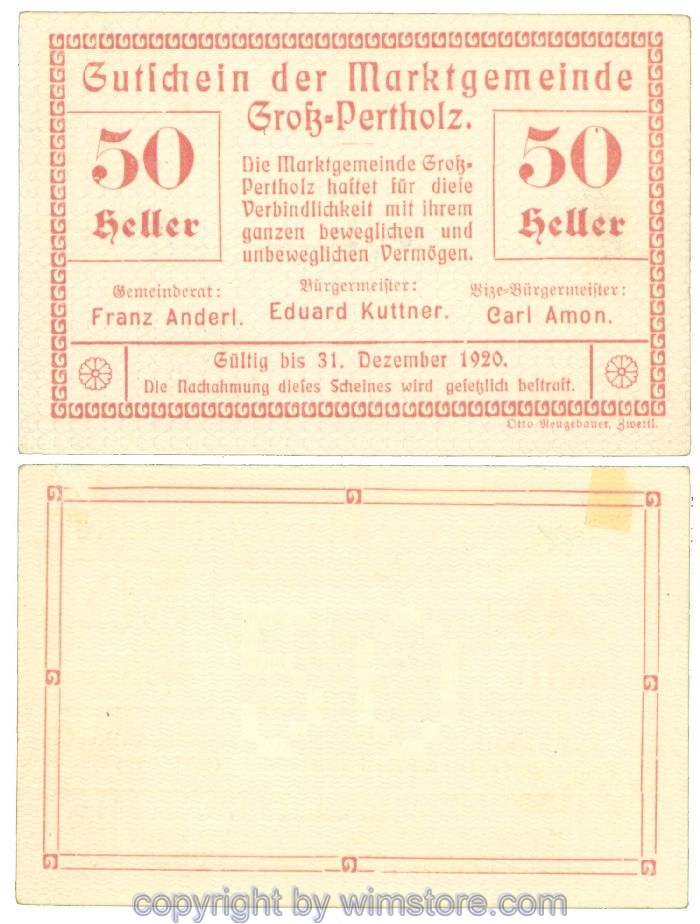 Gutschein der Marktgemeinde
Groß-Pertholz.
50
Heller
Die Marktgemeinde Groß-
Pertholz haftet für diese
Verbindlichkeit mit ihrem
ganzen beweglichen und
unbeweglichen Vermögen.
50
Heller
Gemeinderat:
Franz Anderl.
Bürgermeister:
Eduard Kuttner.
Vize-Bürgermeister:
Carl Amon.
Gültig bis 31. Dezember 1920.
Die Nachahmung dieses Scheines wird gesetzlich bestraft.
Otto Neugebauer, Zwettl.
50
copyright by wimstore.com